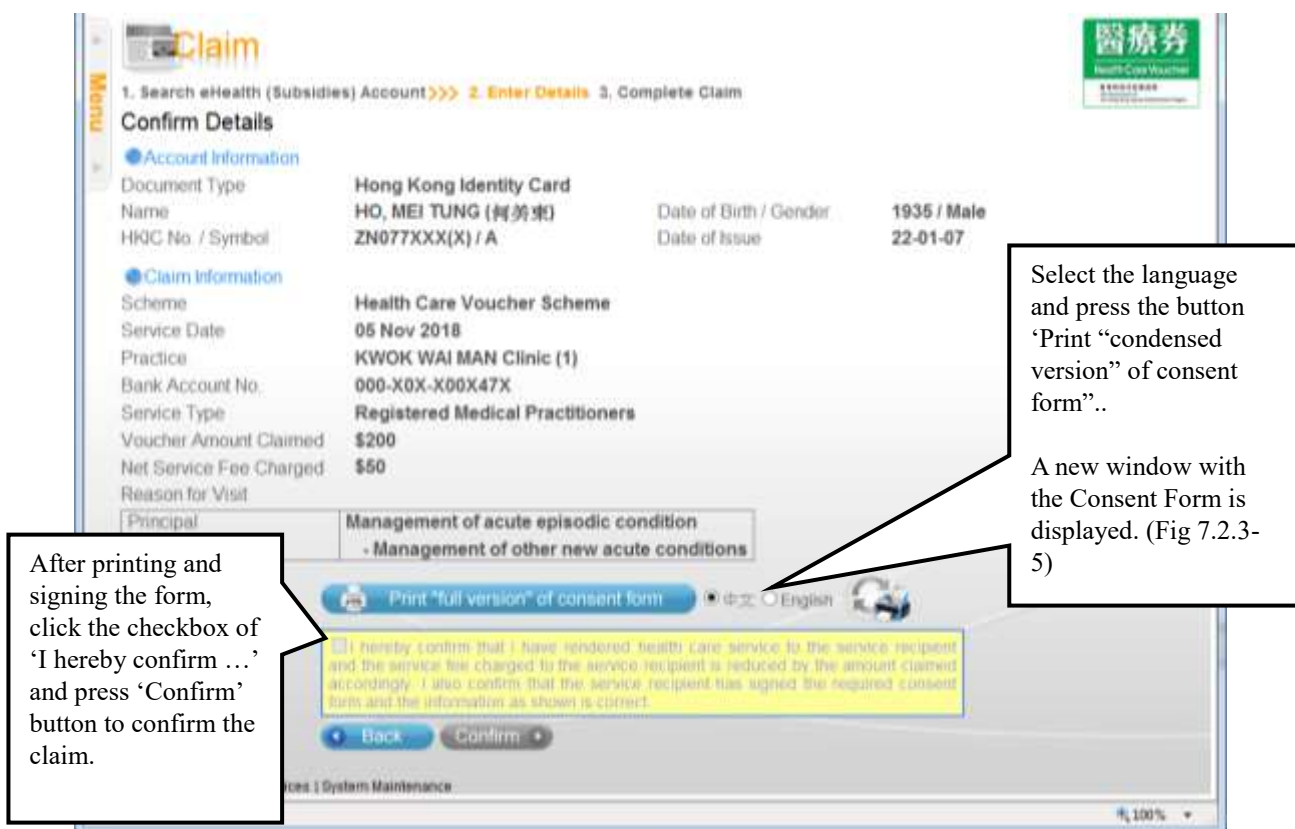 Claim
醫療券
Health Care Voucher
Menu
1. Search eHealth (Subsidies) Account >>> 2. Enter Details 3. Complete Claim
Confirm Details
Account Information
Document Type Hong Kong Identity Card
Name HO, MEI TUNG (何美東) Date of Birth / Gender 1935 / Male
HKIC No. / Symbol ZN077XXX(X) / A Date of Issue 22-01-07
Claim Information
Scheme Health Care Voucher Scheme
Service Date 05 Nov 2018
Practice KWOK WAI MAN Clinic (1)
Bank Account No. 000-X0X-X00X47X
Service Type Registered Medical Practitioners
Voucher Amount Claimed $200
Net Service Fee Charged $50
Reason for Visit
Principal Management of acute episodic condition
- Management of other new acute conditions
Print "full version" of consent form 中文 English
I hereby confirm that I have rendered health care service to the service recipient
and the service fee charged to the service recipient is reduced by the amount claimed
accordingly. I also confirm that the service recipient has signed the required consent
form and the information as shown is correct.
Back Confirm
System Maintenance
100%
Select the language
and press the button
‘Print “condensed
version” of consent
form”..
A new window with
the Consent Form is
displayed. (Fig 7.2.3-
5)
After printing and
signing the form,
click the checkbox of
‘I hereby confirm …’
and press ‘Confirm’
button to confirm the
claim.